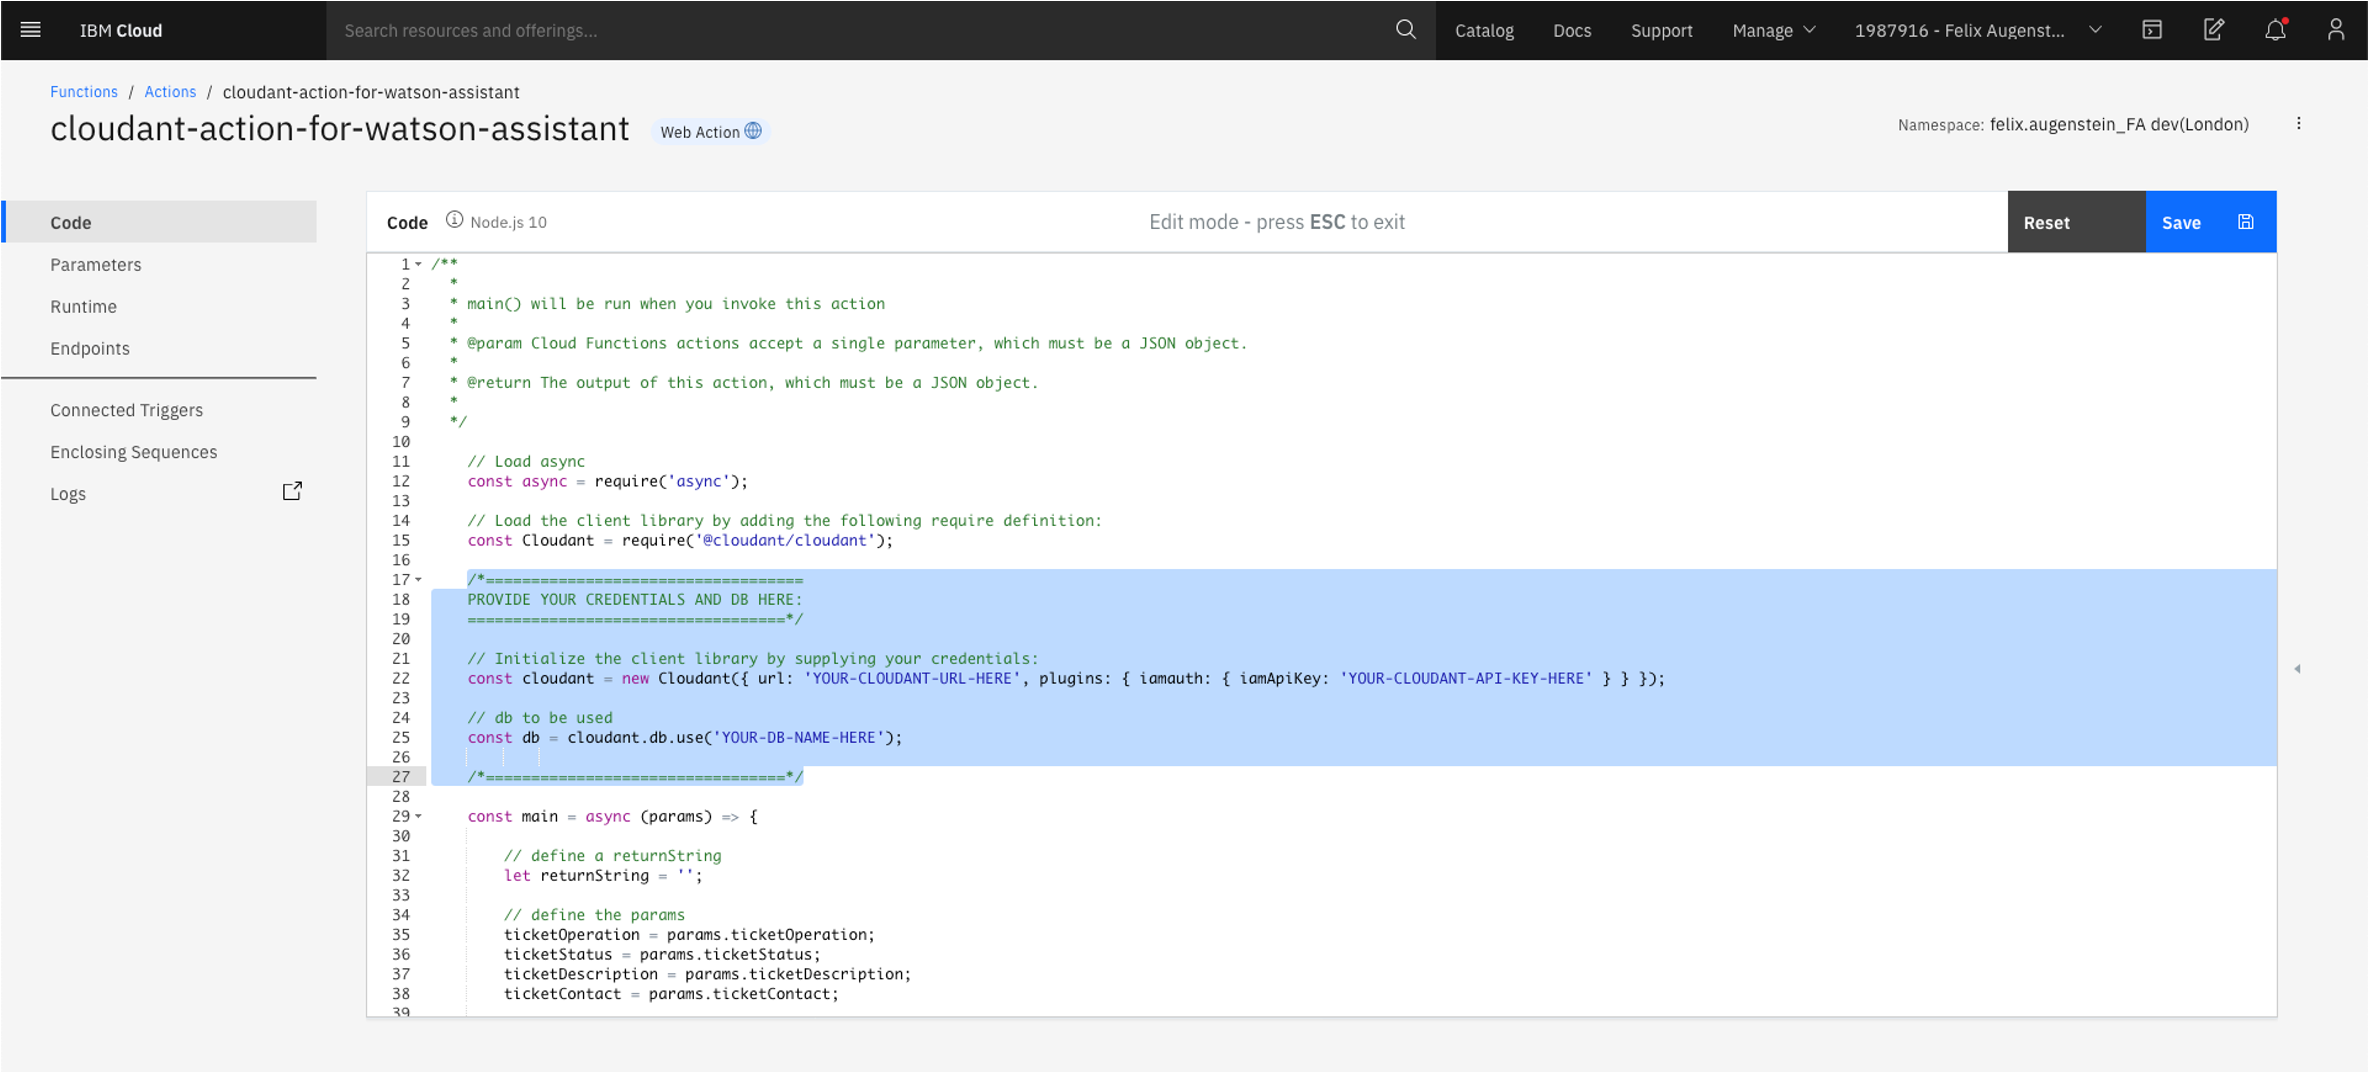 IBM Cloud
Search resources and offerings...
Catalog
Docs
Support
Manage
1987916 - Felix Augenst...
Functions / Actions / cloudant-action-for-watson-assistant
cloudant-action-for-watson-assistant
Web Action
Namespace: felix.augenstein_FA dev(London)
Code
Parameters
Runtime
Endpoints
Connected Triggers
Enclosing Sequences
Logs
Code
Node.js 10
Edit mode - press ESC to exit
Reset
Save
1 /**
2 *
3 * main() will be run when you invoke this action
4 *
5 * @param Cloud Functions actions accept a single parameter, which must be a JSON object.
6 *
7 * @return The output of this action, which must be a JSON object.
8 *
9 */
10
11 // Load async
12 const async = require('async');
13
14 // Load the client library by adding the following require definition:
15 const Cloudant = require('@cloudant/cloudant');
16
17 /*===================================
18 PROVIDE YOUR CREDENTIALS AND DB HERE:
19 ===================================*/
20
21 // Initialize the client library by supplying your credentials:
22 const cloudant = new Cloudant({ url: 'YOUR-CLOUDANT-URL-HERE', plugins: { iamauth: { iamApiKey: 'YOUR-CLOUDANT-API-KEY-HERE' } } });
23
24 // db to be used
25 const db = cloudant.db.use('YOUR-DB-NAME-HERE');
26
27 /*=================================*/
28
29 const main = async (params) => {
30
31 // define a returnString
32 let returnString = '';
33
34 // define the params
35 ticketOperation = params.ticketOperation;
36 ticketStatus = params.ticketStatus;
37 ticketDescription = params.ticketDescription;
38 ticketContact = params.ticketContact;
39